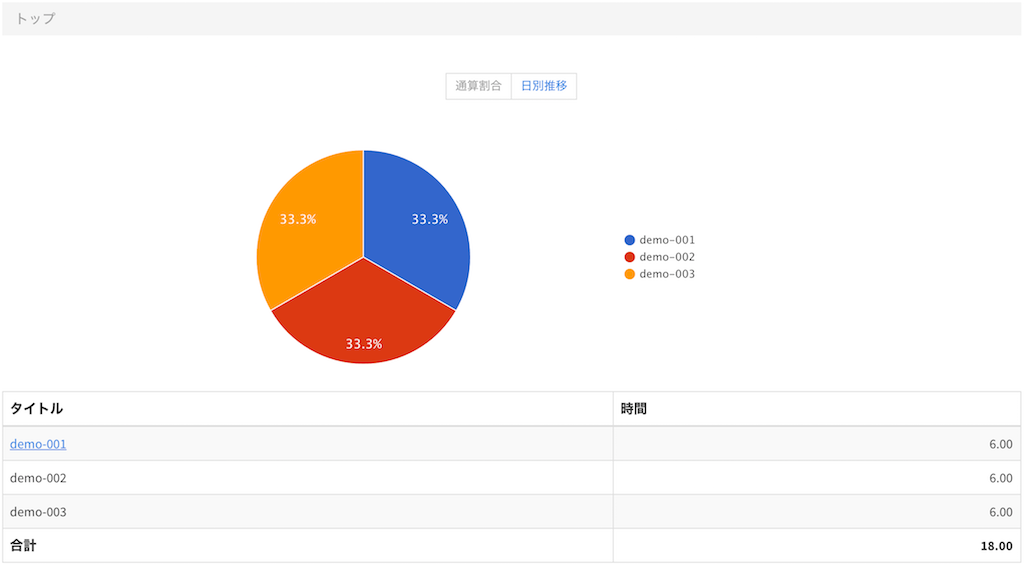 トップ
通算割合 日別推移
33.3% 33.3%
33.3%
demo-001
demo-002
demo-003
タイトル 時間
demo-001 6.00
demo-002 6.00
demo-003 6.00
合計 18.00